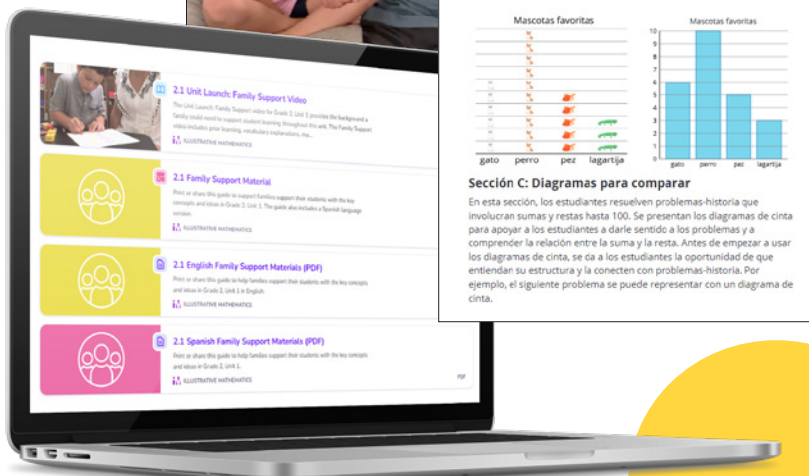 2.1 Unit Launch: Family Support Video
The Unit Launch: Family Support video for Grade 2, Unit 1 provides the background a
family could need to support student learning throughout this unit. The Family Support
video includes prior learning, vocabulary explanations, ma...
ILLUSTRATIVE MATHEMATICS
2.1 Family Support Material
Print or share this guide to support families support their students with the key
concepts and ideas in Grade 2, Unit 1. The guide also includes a Spanish language
version.
ILLUSTRATIVE MATHEMATICS
2.1 English Family Support Materials (PDF)
Print or share this guide to help families support their students with the key concepts
and ideas in Grade 2, Unit 1 in English.
ILLUSTRATIVE MATHEMATICS
2.1 Spanish Family Support Materials (PDF)
Print or share this guide to help families support their students with the key concepts
and ideas in Grade 2, Unit 1.
ILLUSTRATIVE MATHEMATICS
PDF
Mascotas favoritas
gato perro pez lagartija
Mascotas favoritas
10
9
8
7
6
5
4
3
2
1
0
gato perro pez lagartija
Sección C: Diagramas para comparar
En esta sección, los estudiantes resuelven problemas-historia que
involucran sumas y restas hasta 100. Se presentan los diagramas de cinta
para apoyar a los estudiantes a darle sentido a los problemas y a
comprender la relación entre la suma y la resta. Antes de empezar a usar
los diagramas de cinta, se da a los estudiantes la oportunidad de que
entiendan su estructura y la conecten con problemas-historia. Por
ejemplo, el siguiente problema se puede representar con un diagrama de
cinta.